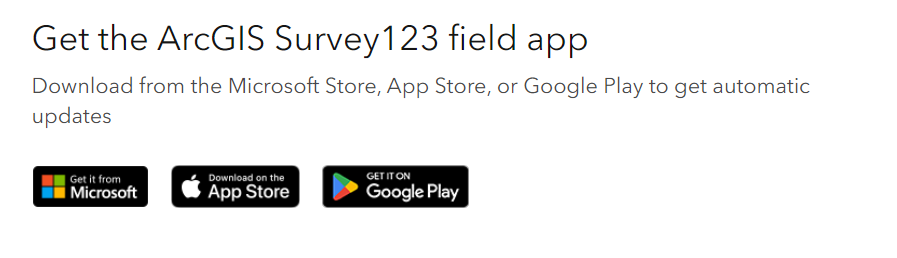 Get the ArcGIS Survey123 field app
Download from the Microsoft Store, App Store, or Google Play to get automatic
updates
Get it from
Microsoft
Download on the
App Store
GET IT ON
Google Play